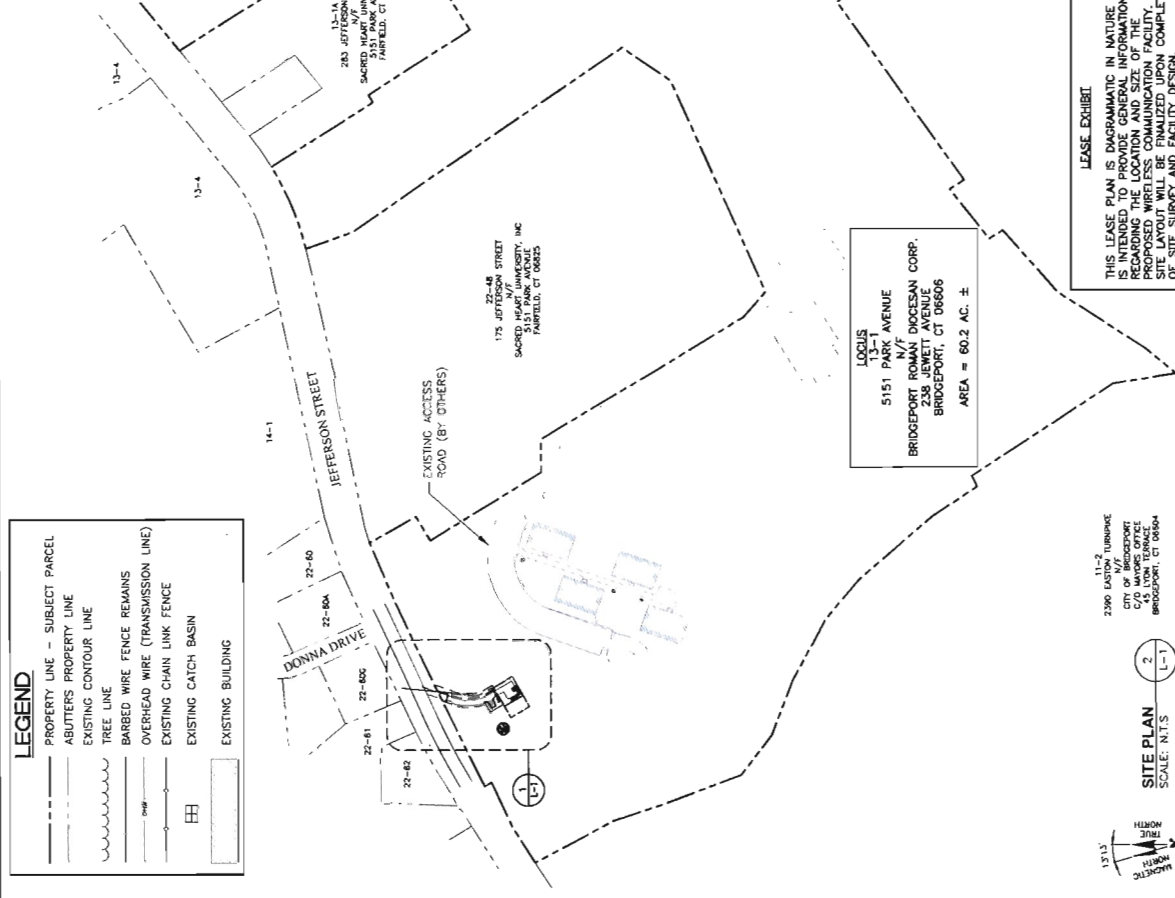 LEGEND
PROPERTY LINE - SUBJECT PARCEL
ABUTTERS PROPERTY LINE
EXISTING CONTOUR LINE
TREE LINE
BARBED WIRE FENCE REMAINS
OVERHEAD WIRE (TRANSMISSION LINE)
EXISTING CHAIN LINK FENCE
EXISTING CATCH BASIN
EXISTING BUILDING
13-4
13-4
14-1
13-1A
283 JEFFERSON
N/F
SACRED HEART UNI
5151 PARK A
FAIRFIELD, CT
JEFFERSON STREET
22-48
175 JEFFERSON STREET
N/F
SACRED HEART UNIVERSITY, INC
5151 PARK AVENUE
FAIRFIELD, CT 06825
EXISTING ACCESS
ROAD (BY OTHERS)
22-60
22-60A
DONNA DRIVE
22-60G
22-61
22-62
1
L-1
LOCUS
13-1
5151 PARK AVENUE
N/F
BRIDGEPORT ROMAN DIOCESAN CORP.
238 JEWETT AVENUE
BRIDGEPORT, CT 06606
AREA = 60.2 AC. ±
11-2
2390 EASTON TURNPIKE
N/F
CITY OF BRIDGEPORT
C/O MAYORS OFFICE
45 LYON TERRACE
BRIDGEPORT, CT 06604
SITE PLAN
SCALE: N.T.S
2
L-1
13°13'
MAGNETIC
NORTH
TRUE
NORTH
LEASE EXHIBIT
THIS LEASE PLAN IS DIAGRAMMATIC IN NATURE
IS INTENDED TO PROVIDE GENERAL INFORMATION
REGARDING THE LOCATION AND SIZE OF THE
PROPOSED WIRELESS COMMUNICATION FACILITY.
SITE LAYOUT WILL BE FINALIZED UPON COMPLET
OF SITE SURVEY AND FACILITY DESIGN.